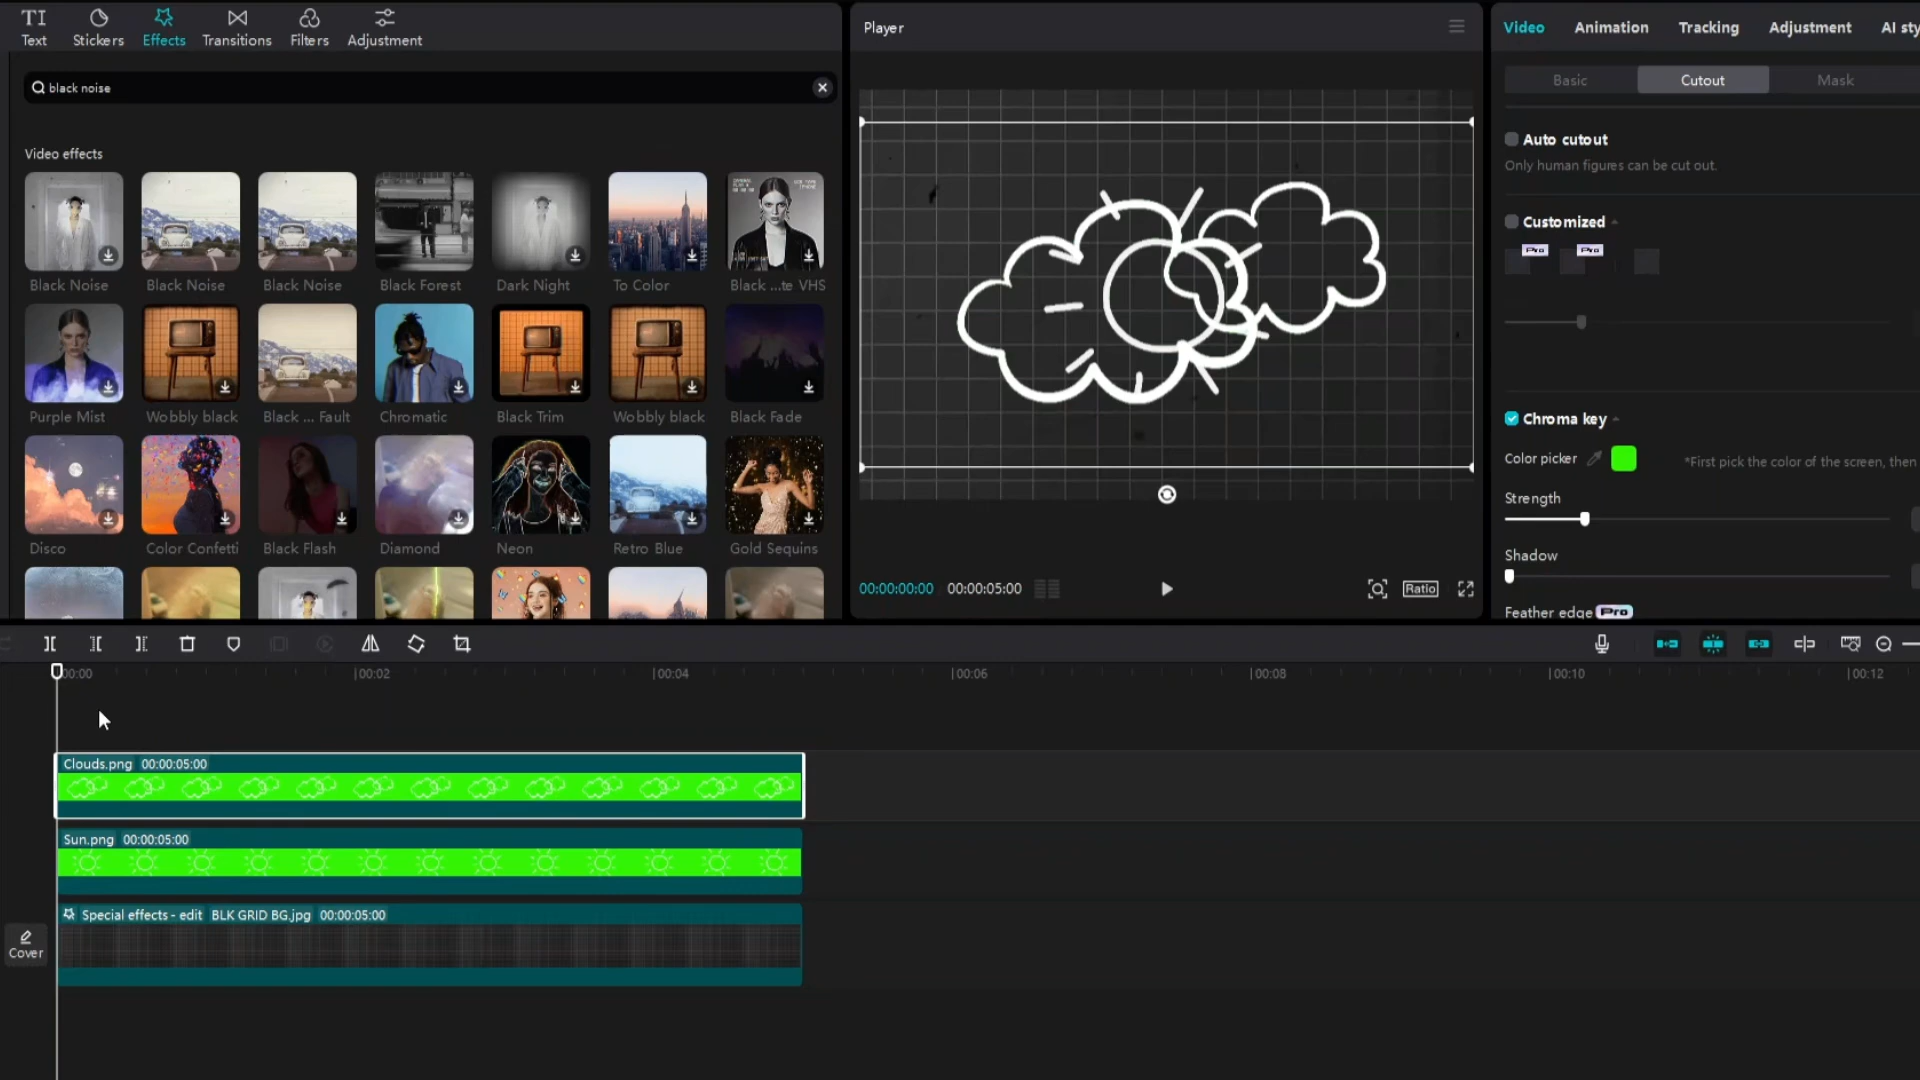 Text
Stickers
Effects
Transitions
Filters
Adjustment
black noise
Video effects
Black Noise
Black Noise
Black Noise
Black Forest
Dark Night
To Color
Black ...te VHS
Purple Mist
Wobbly black
Black ... Fault
Chromatic
Black Trim
Wobbly black
Black Fade
Disco
Color Confetti
Black Flash
Diamond
Neon
Retro Blue
Gold Sequins
Player
00:00:00:00 00:00:05:00
Ratio
Video
Animation
Tracking
Adjustment
AI sty
Basic
Cutout
Mask
Auto cutout
Only human figures can be cut out.
Customized
Pro
Pro
Chroma key
Color picker
*First pick the color of the screen, then
Strength
Shadow
Feather edge Pro
00:00
00:02
00:04
00:06
00:08
00:10
00:12
Clouds.png 00:00:05:00
Sun.png 00:00:05:00
Special effects - edit BLK GRID BG.jpg 00:00:05:00
Cover